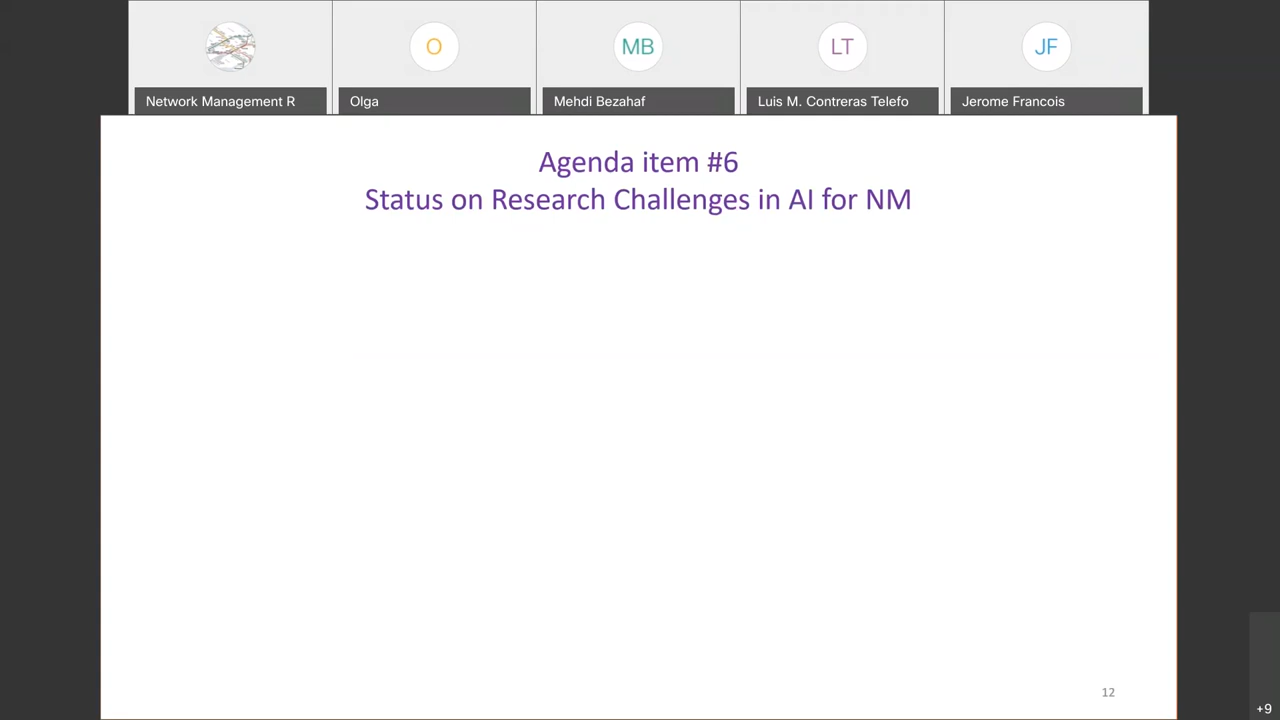 O
MB
LT
JF
Network Management R
Olga
Mehdi Bezahaf
Luis M. Contreras Telefo
Jerome Francois
Agenda item #6
Status on Research Challenges in AI for NM
12
+9